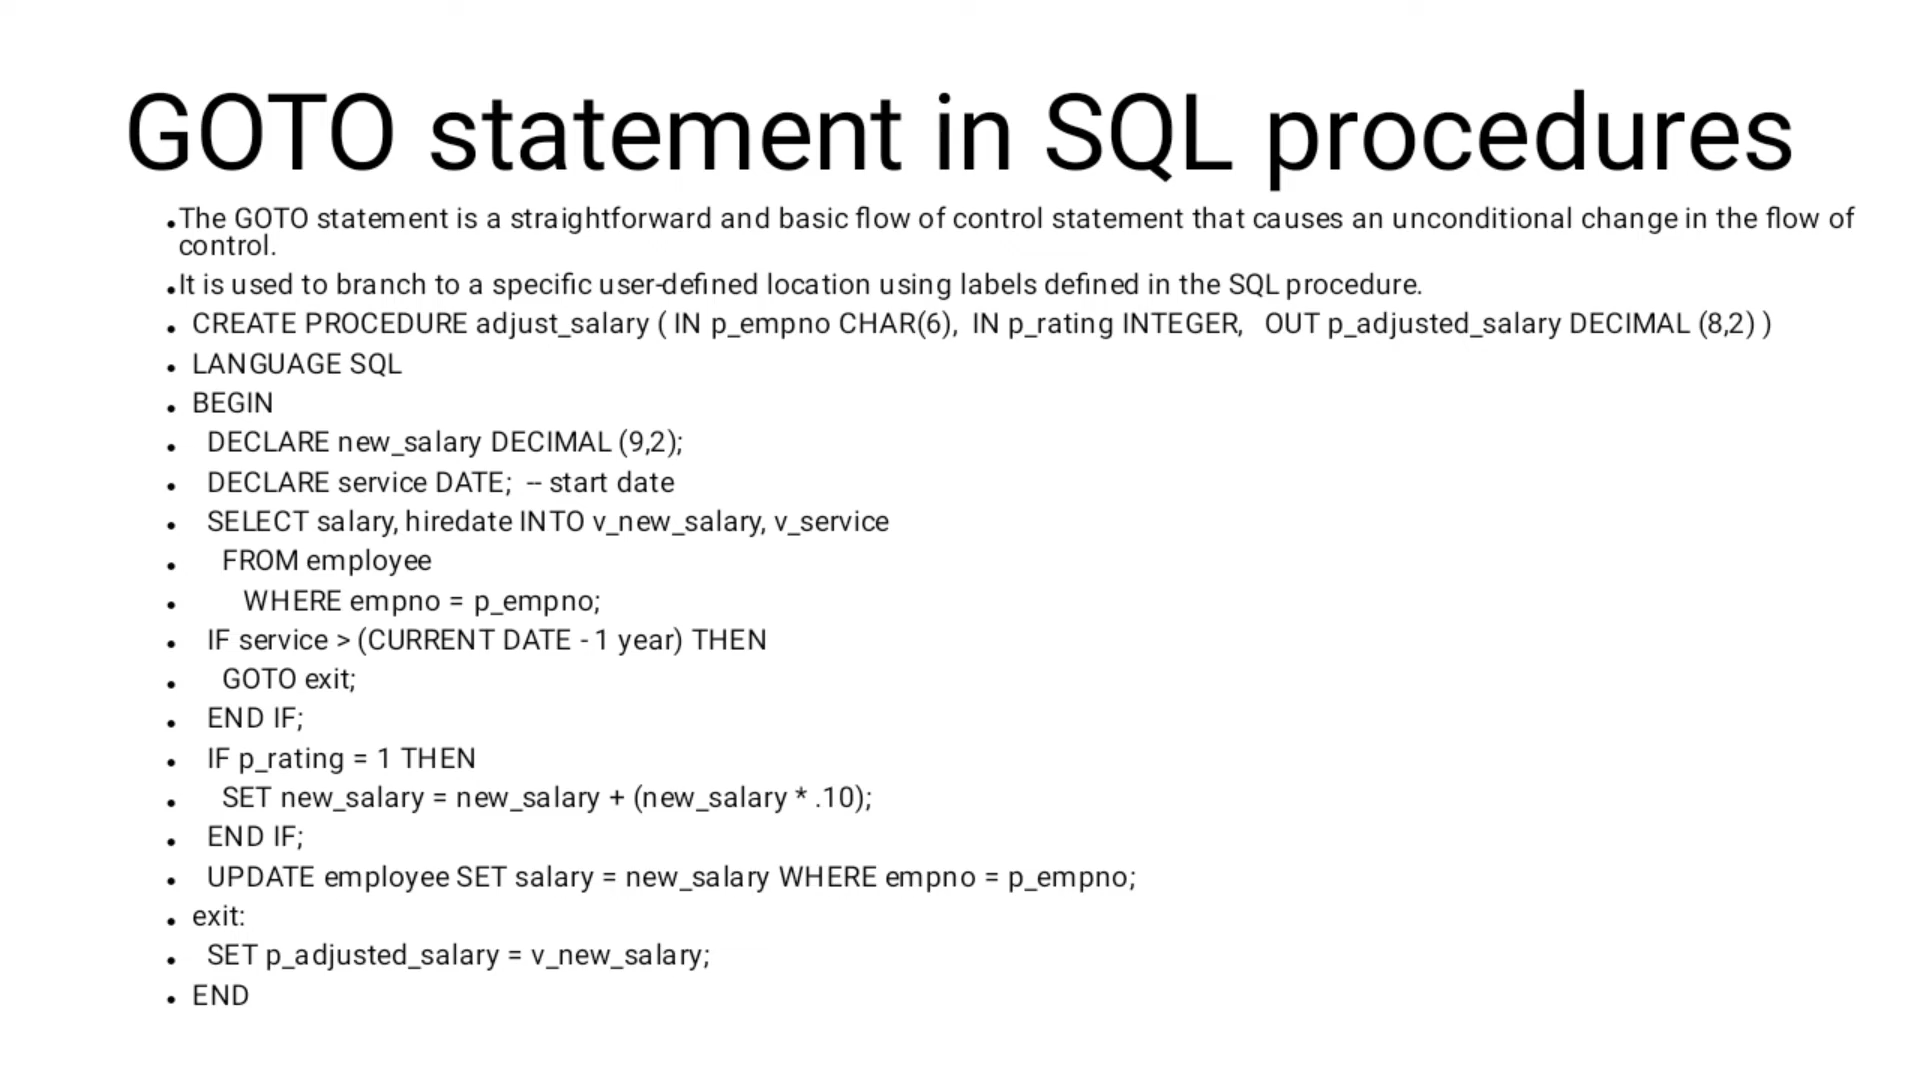 GOTO statement in SQL procedures
•The GOTO statement is a straightforward and basic flow of control statement that causes an unconditional change in the flow of
control.
•It is used to branch to a specific user-defined location using labels defined in the SQL procedure.
• CREATE PROCEDURE adjust_salary ( IN p_empno CHAR(6),  IN p_rating INTEGER,   OUT p_adjusted_salary DECIMAL (8,2) )
• LANGUAGE SQL
• BEGIN
•   DECLARE new_salary DECIMAL (9,2);
•   DECLARE service DATE;  -- start date
•   SELECT salary, hiredate INTO v_new_salary, v_service
•     FROM employee
•        WHERE empno = p_empno;
•   IF service > (CURRENT DATE - 1 year) THEN
•     GOTO exit;
•   END IF;
•   IF p_rating = 1 THEN
•     SET new_salary = new_salary + (new_salary * .10);
•   END IF;
•   UPDATE employee SET salary = new_salary WHERE empno = p_empno;
• exit:
•   SET p_adjusted_salary = v_new_salary;
• END